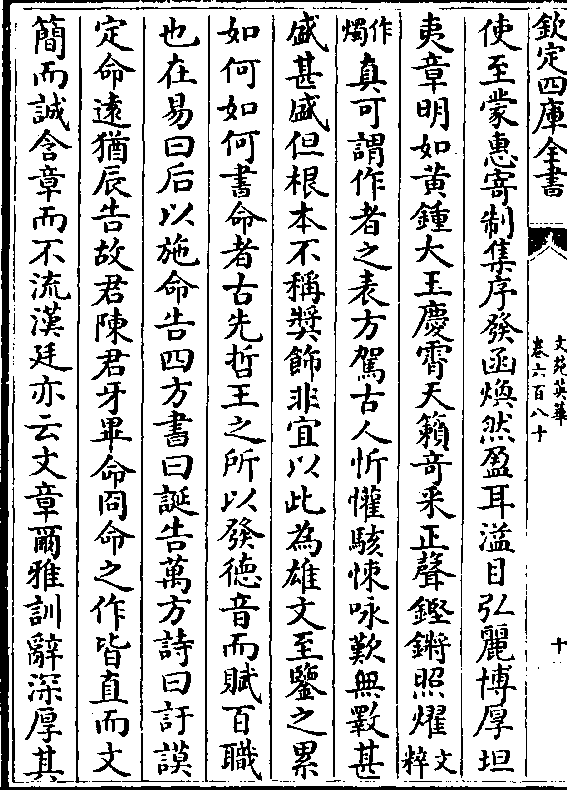 欽定四庫全書
文苑英華
卷六百八十
十
使至蒙惠寄制集序發函煥然盈耳溢目弘麗博厚坦
夷章明如黃鍾大玉慶霄天籟奇采正聲鏗鏘照燿文粹
作燭真可謂作者之表方駕古人忻懽駭悚咏歎無斁甚
盛甚盛但根本不稱奬飾非宜以此為雄文至鑒之累
如何如何書命者古先哲王之所以發德音而賦百職
也在易曰后以施命告四方書曰誕告萬方詩曰訏謨
定命遠猶辰告故君陳君牙畢命冏命之作皆直而文
簡而誠含章而不流漢廷亦云文章爾雅訓辭深厚其